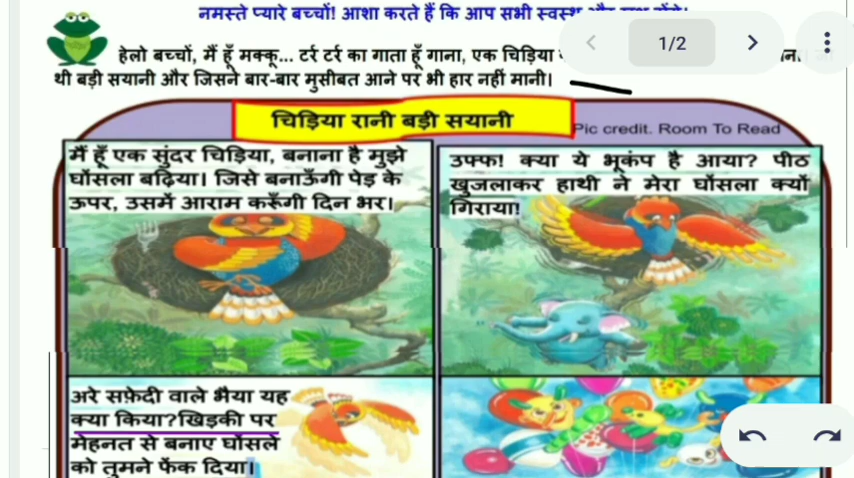 नमस्ते प्यारे बच्चों! आशा करते हैं कि आप सभी
1/2
हेलो बच्चों, मैं हूँ मक्कू... टर्र टर्र का गाता हूँ गाना, एक चिड़िया
थी बड़ी सयानी और जिसने बार-बार मुसीबत आने पर भी हार नहीं मानी।
चिड़िया रानी बड़ी सयानी
Pic credit. Room To Read
मैं हूँ एक सुंदर चिड़िया, बनाना है मुझे
घोंसला बढ़िया। जिसे बनाऊँगी पेड़ के
ऊपर, उसमें आराम करूँगी दिन भर।
उफ्फ! क्या ये भूकंप है आया? पीठ
खुजलाकर हाथी ने मेरा घोंसला क्यों
गिराया!
अरे सफ़ेदी वाले भैया यह
क्या किया?खिड़की पर
मेहनत से बनाए घोंसले
को तुमने फेंक दिया।